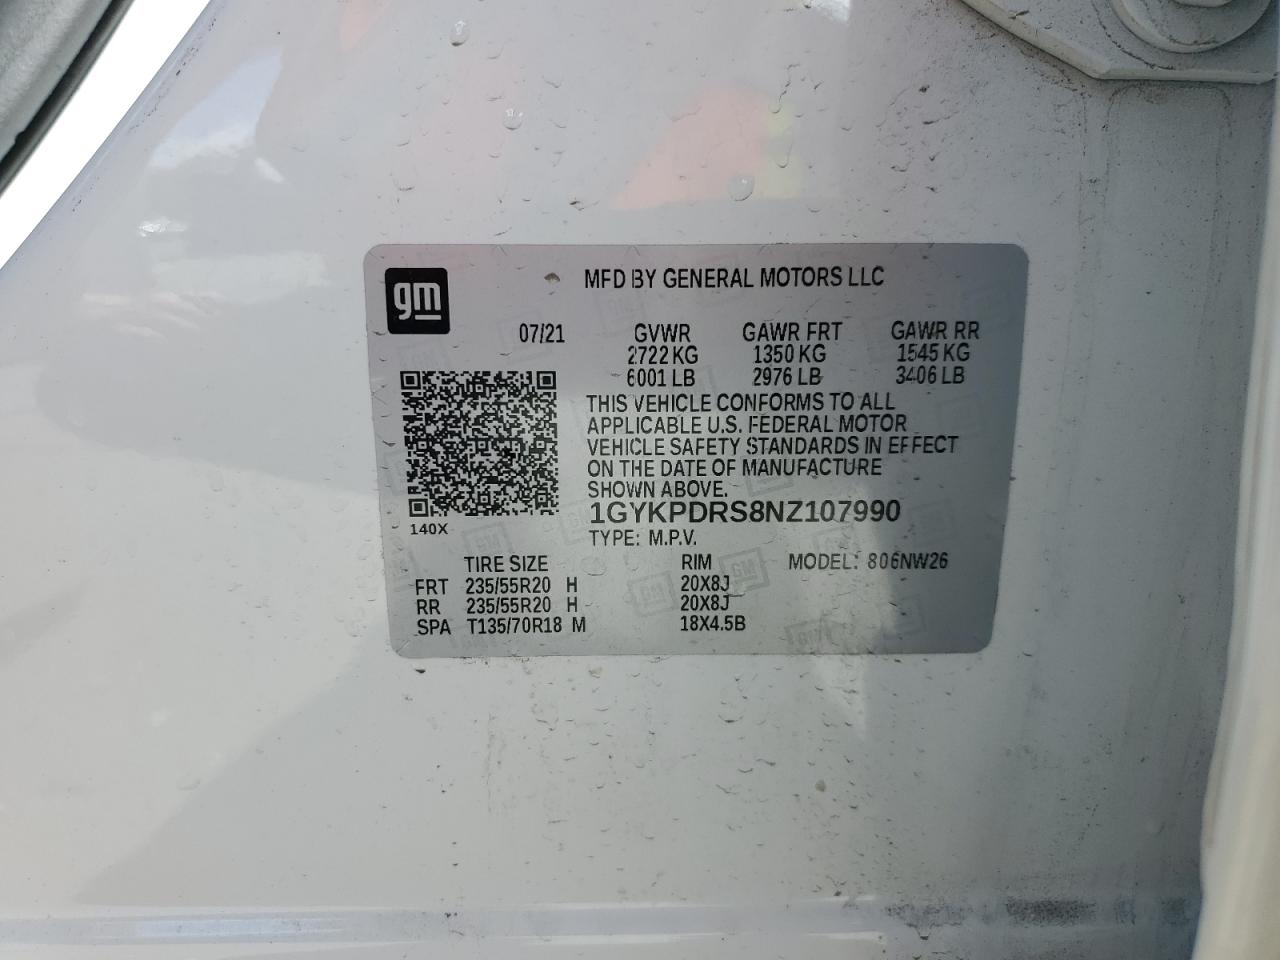 gm
MFD BY GENERAL MOTORS LLC
07/21 GVWR GAWR FRT GAWR RR
2722 KG 1350 KG 1545 KG
6001 LB 2976 LB 3406 LB
THIS VEHICLE CONFORMS TO ALL
APPLICABLE U.S. FEDERAL MOTOR
VEHICLE SAFETY STANDARDS IN EFFECT
ON THE DATE OF MANUFACTURE
SHOWN ABOVE.
1GYKPDRS8NZ107990
140X
TYPE: M.P.V.
TIRE SIZE RIM MODEL: 806NW26
FRT 235/55R20 H 20X8J
RR 235/55R20 H 20X8J
SPA T135/70R18 M 18X4.5B